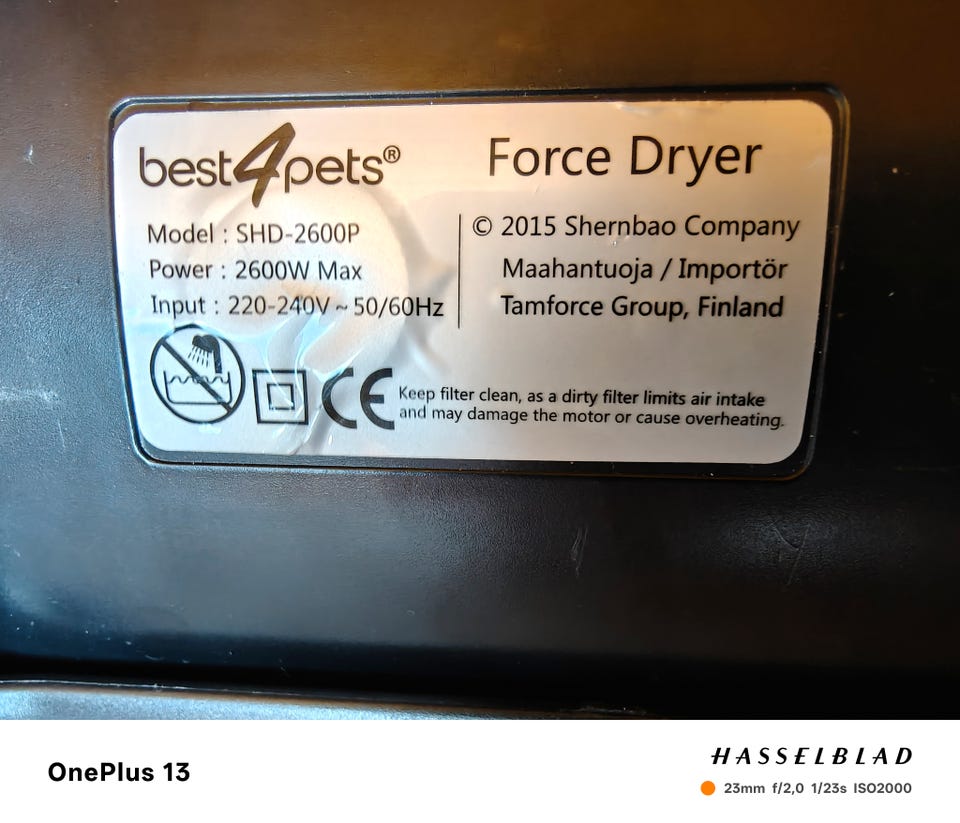 best4pets®
Force Dryer
Model : SHD-2600P
Power : 2600W Max
Input : 220-240V ~ 50/60Hz
© 2015 Shernbao Company
Maahantuoja / Importör
Tamforce Group, Finland
CE
Keep filter clean, as a dirty filter limits air intake
and may damage the motor or cause overheating.
OnePlus 13
HASSELBLAD
23mm f/2,0 1/23s ISO2000